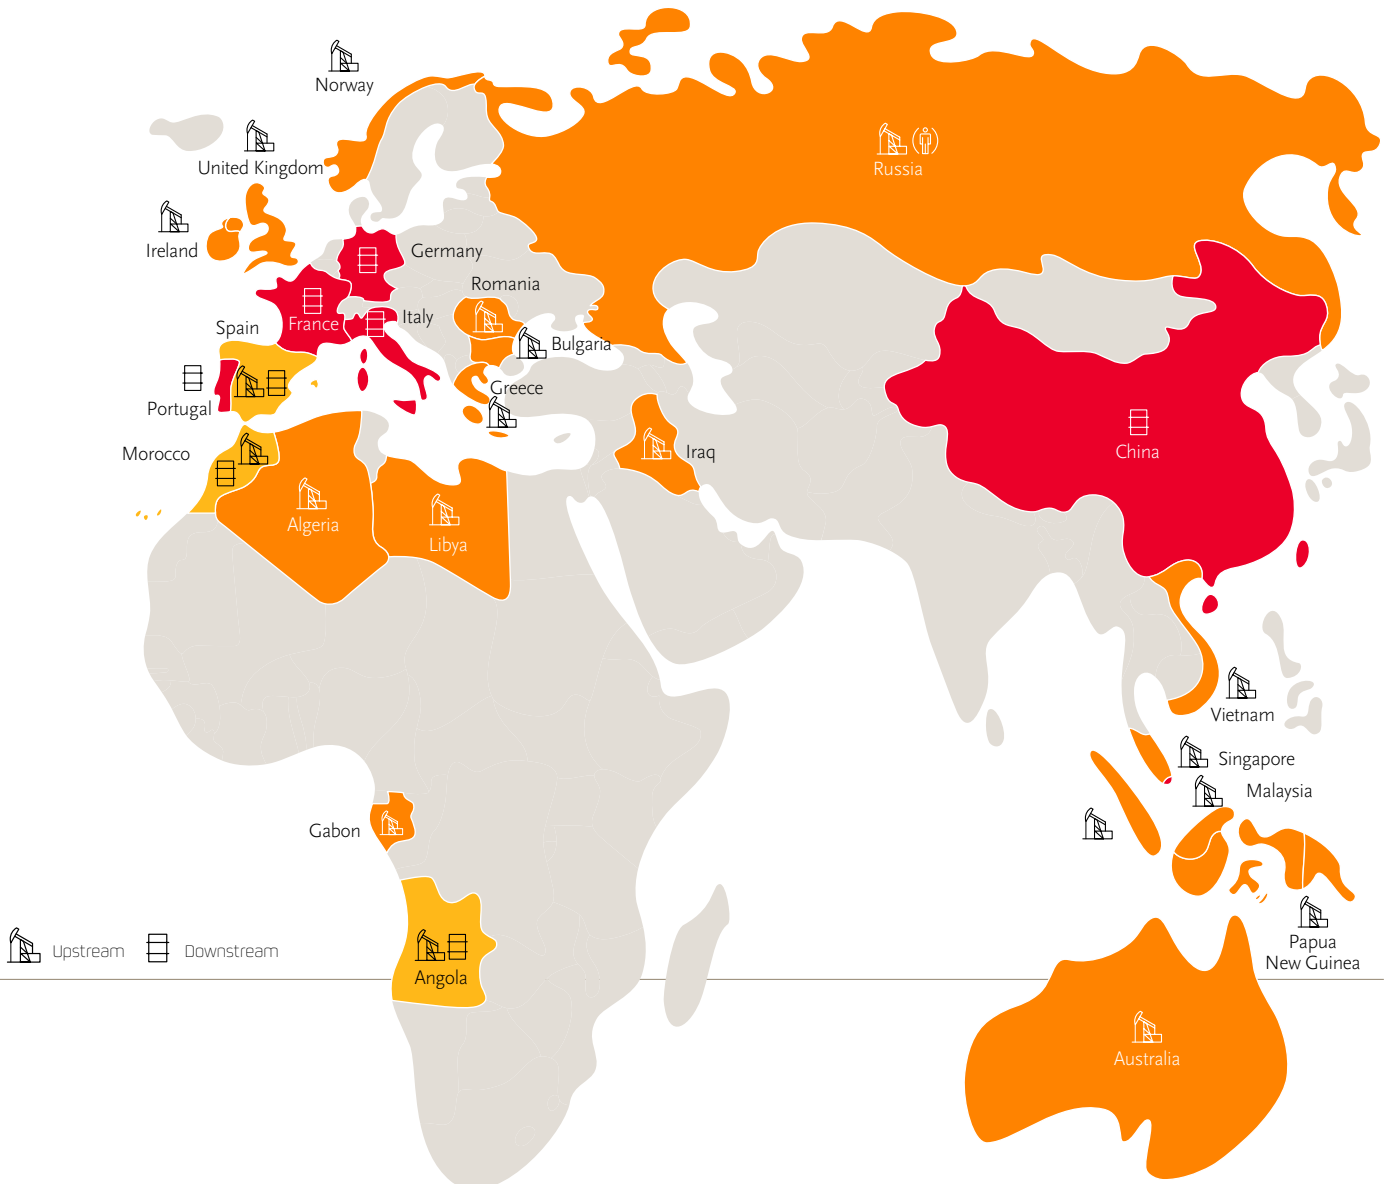 Norway
United Kingdom
Russia
Ireland
Germany
Romania
Italy
France
Spain
Bulgaria
Greece
Portugal
Morocco
Iraq
China
Algeria
Libya
Vietnam
Singapore
Malaysia
Gabon
Papua
New Guinea
Upstream
Downstream
Angola
Australia